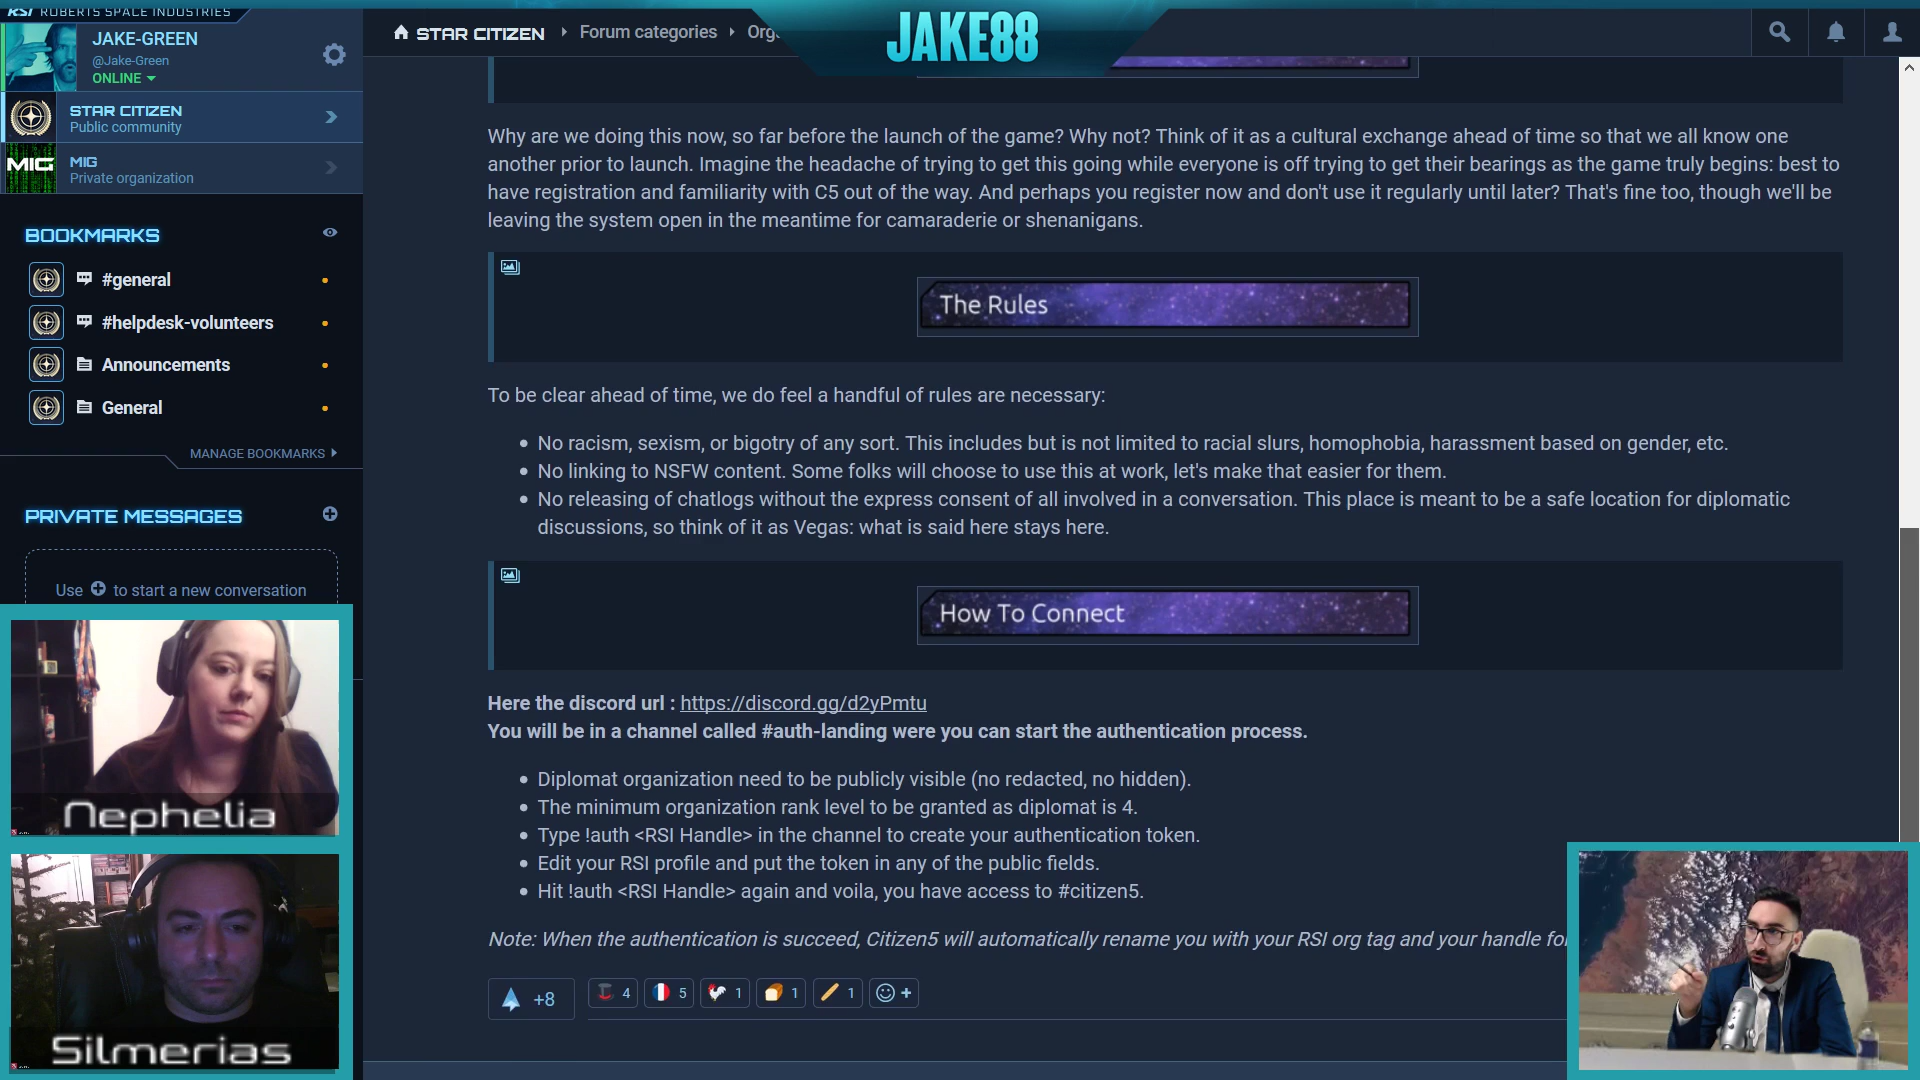 RSI ROBERTS SPACE INDUSTRIES
JAKE-GREEN
@Jake-Green
ONLINE
STAR CITIZEN
Public community
MIG
MIG
Private organization
BOOKMARKS
#general
#helpdesk-volunteers
Announcements
General
MANAGE BOOKMARKS
PRIVATE MESSAGES
Use + to start a new conversation
Nephelia
Silmerias
STAR CITIZEN
Forum categories
JAKE88
Why are we doing this now, so far before the launch of the game? Why not? Think of it as a cultural exchange ahead of time so that we all know one
another prior to launch. Imagine the headache of trying to get this going while everyone is off trying to get their bearings as the game truly begins: best to
have registration and familiarity with C5 out of the way. And perhaps you register now and don't use it regularly until later? That's fine too, though we'll be
leaving the system open in the meantime for camaraderie or shenanigans.
The Rules
To be clear ahead of time, we do feel a handful of rules are necessary:
No racism, sexism, or bigotry of any sort. This includes but is not limited to racial slurs, homophobia, harassment based on gender, etc.
No linking to NSFW content. Some folks will choose to use this at work, let's make that easier for them.
No releasing of chatlogs without the express consent of all involved in a conversation. This place is meant to be a safe location for diplomatic
discussions, so think of it as Vegas: what is said here stays here.
How To Connect
Here the discord url : https://discord.gg/d2yPmtu
You will be in a channel called #auth-landing were you can start the authentication process.
Diplomat organization need to be publicly visible (no redacted, no hidden).
The minimum organization rank level to be granted as diplomat is 4.
Type !auth <RSI Handle> in the channel to create your authentication token.
Edit your RSI profile and put the token in any of the public fields.
Hit !auth <RSI Handle> again and voila, you have access to #citizen5.
Note: When the authentication is succeed, Citizen5 will automatically rename you with your RSI org tag and your handle
+8
4
5
1
1
1
+